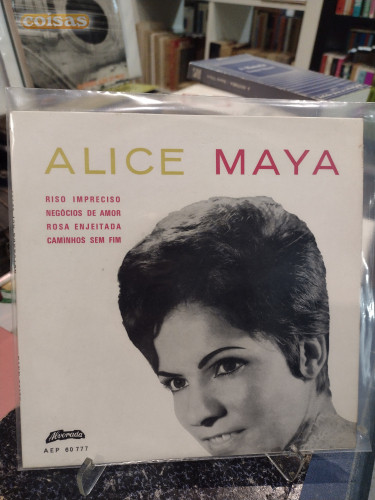 coisas
ALICE MAYA
RISO IMPRECISO
NEGÓCIOS DE AMOR
ROSA ENJEITADA
CAMINHOS SEM FIM
Alvorada
AEP 60777